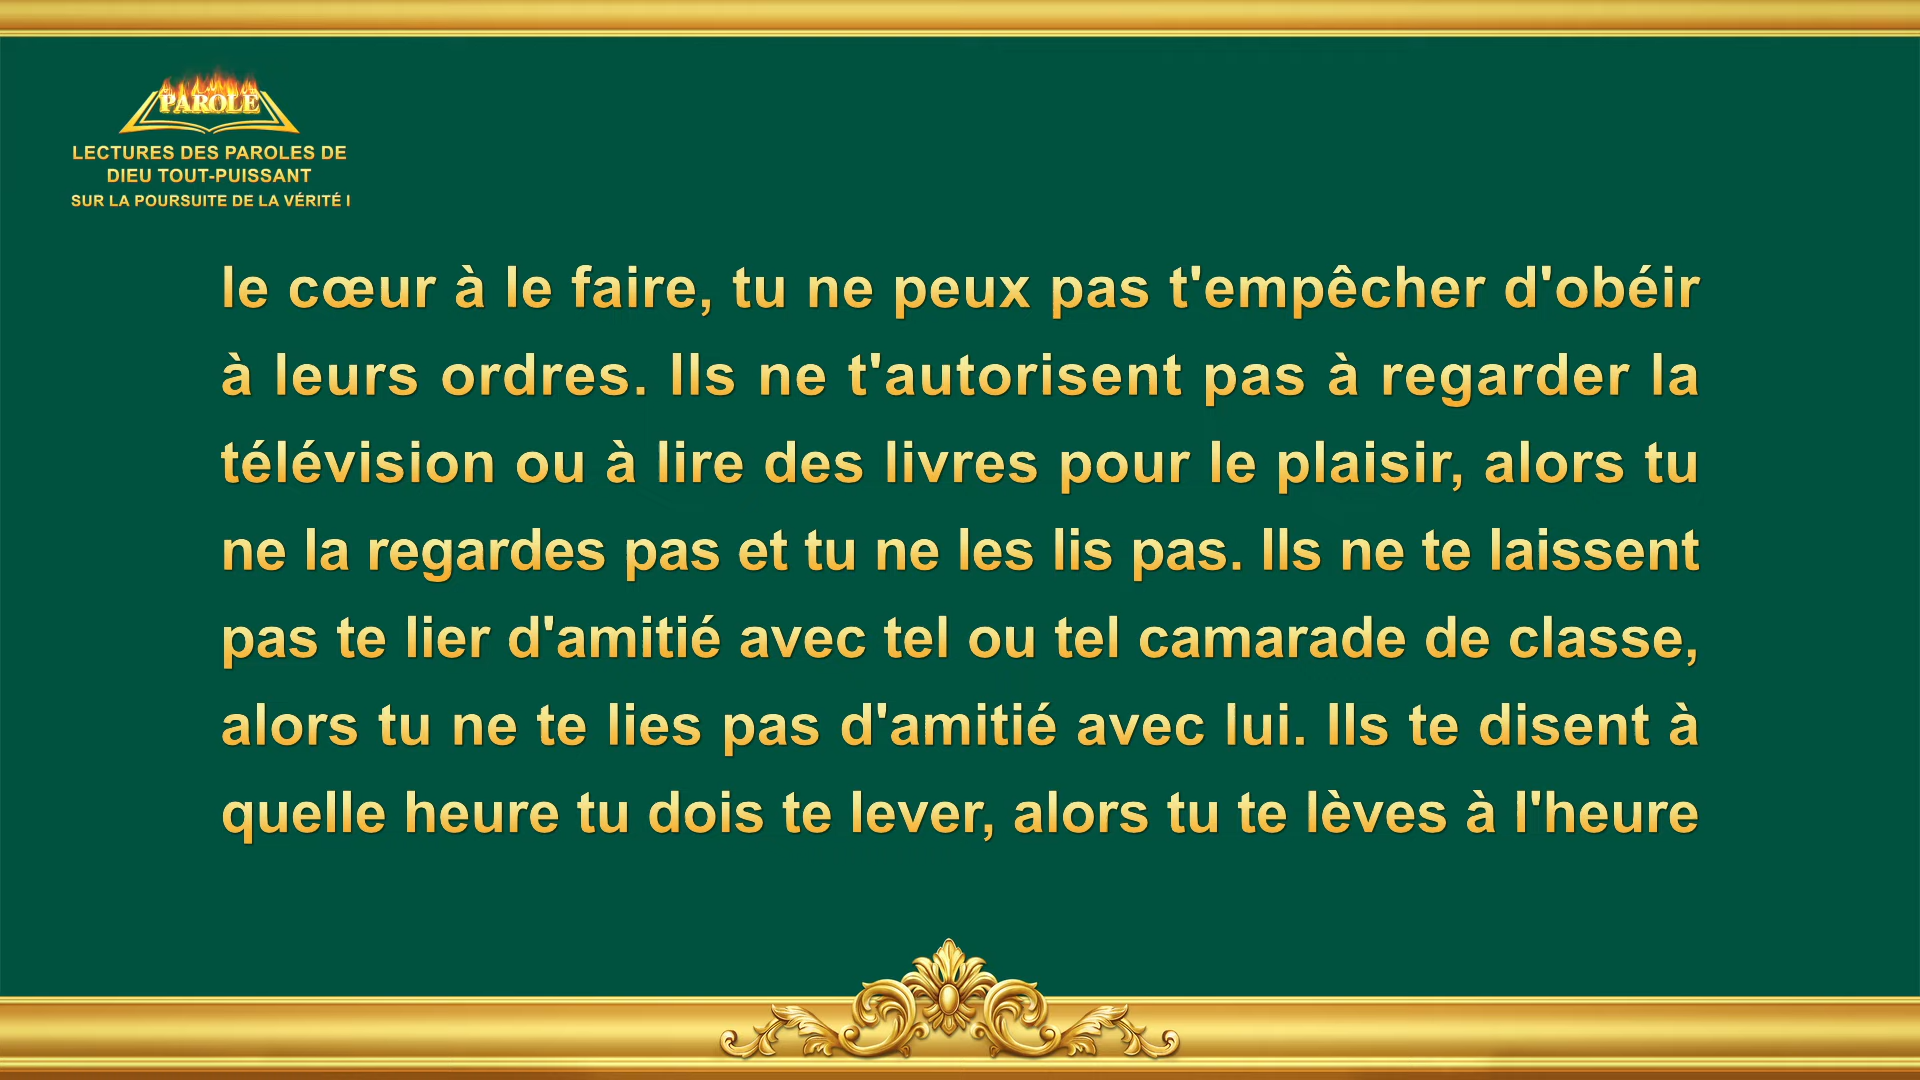 PAROLE
LECTURES DES PAROLES DE
DIEU TOUT-PUISSANT
SUR LA POURSUITE DE LA VÉRITÉ I
le cœur à le faire, tu ne peux pas t'empêcher d'obéir
à leurs ordres. Ils ne t'autorisent pas à regarder la
télévision ou à lire des livres pour le plaisir, alors tu
ne la regardes pas et tu ne les lis pas. Ils ne te laissent
pas te lier d'amitié avec tel ou tel camarade de classe,
alors tu ne te lies pas d'amitié avec lui. Ils te disent à
quelle heure tu dois te lever, alors tu te lèves à l'heure